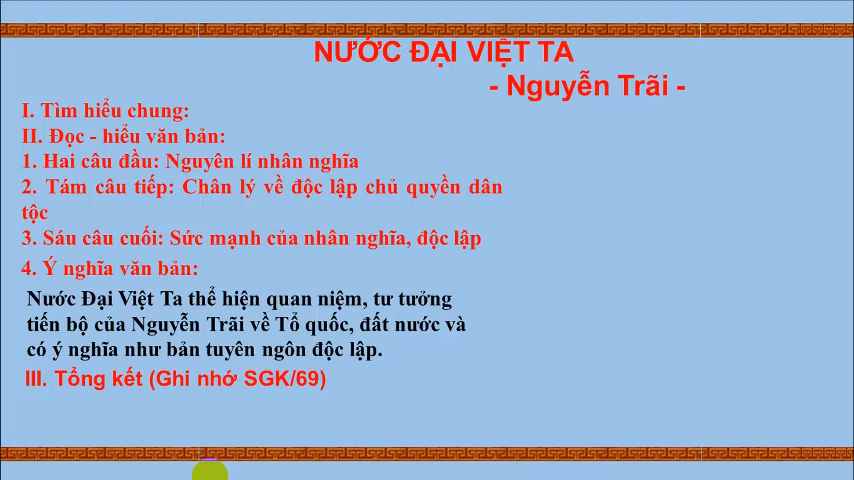 NƯỚC ĐẠI VIỆT TA
- Nguyễn Trãi -
I. Tìm hiểu chung:
II. Đọc - hiểu văn bản:
1. Hai câu đầu: Nguyên lí nhân nghĩa
2. Tám câu tiếp: Chân lý về độc lập chủ quyền dân
tộc
3. Sáu câu cuối: Sức mạnh của nhân nghĩa, độc lập
4. Ý nghĩa văn bản:
Nước Đại Việt Ta thể hiện quan niệm, tư tưởng
tiến bộ của Nguyễn Trãi về Tổ quốc, đất nước và
có ý nghĩa như bản tuyên ngôn độc lập.
III. Tổng kết (Ghi nhớ SGK/69)